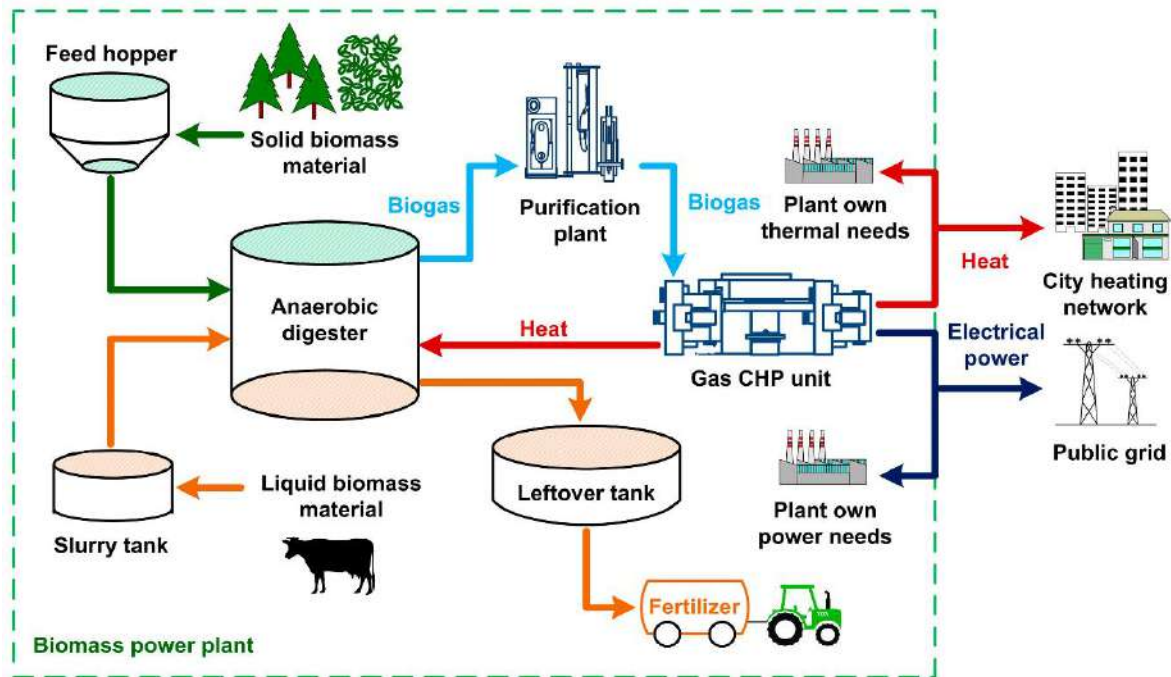 Feed hopper
Solid biomass
material
Biogas
Purification
plant
Biogas
Plant own
thermal needs
Heat
City heating
network
Anaerobic
digester
Heat
Gas CHP unit
Electrical
power
Public grid
Slurry tank
Liquid biomass
material
Leftover tank
Plant own
power needs
Fertilizer
Biomass power plant